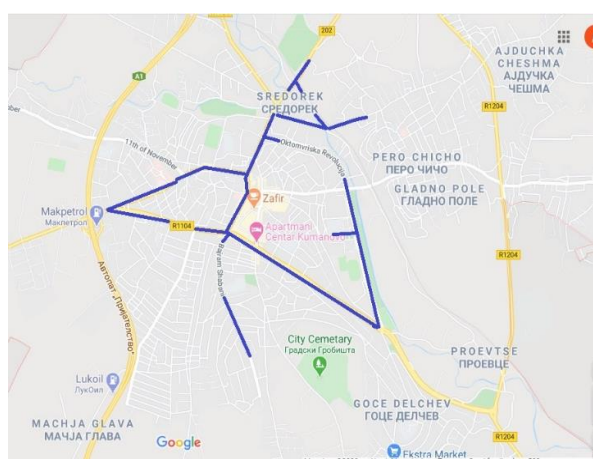 202
AJDUCHKA
CHESHMA
АЈДУЧКА
ЧЕШМА
A1
SREDOREK
СРЕДОРЕК
R1204
11th of November
Oktomvriska Revolucija
PERO CHICHO
ПЕРО ЧИЧО
GLADNO POLE
ГЛАДНО ПОЛЕ
Zafir
Makpetrol
Макпетрол
R1104
Apartmani
Centar Kumanovo
Bajram Shabani
R1204
Автопат „Пријателство“
City Cemetary
Градски Гробишта
PROEVTSE
ПРОЕВЦЕ
Lukoil
ЛукОил
GOCE DELCHEV
ГОЦЕ ДЕЛЧЕВ
MACHJA GLAVA
МАЧЈА ГЛАВА
Google
R1204
Ekstra Market